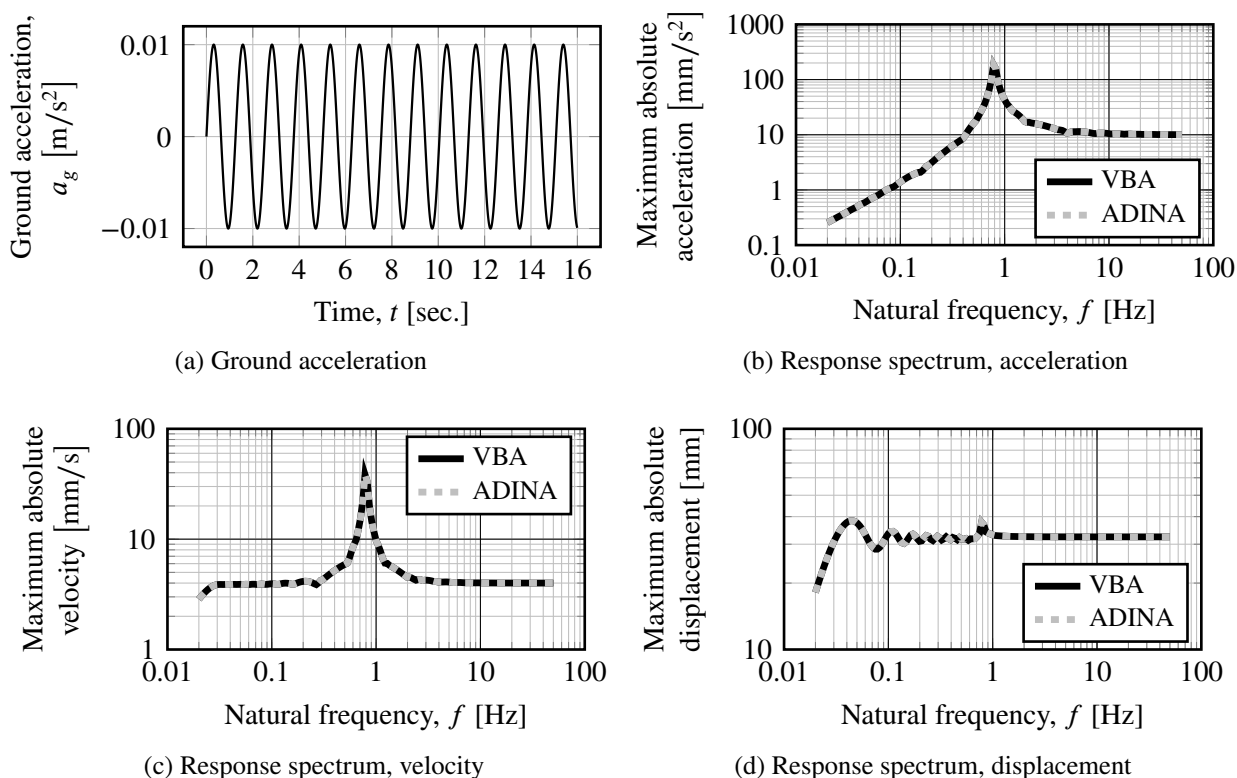 Ground acceleration,
a_g [m/s²]
0.01
0
−0.01
0 2 4 6 8 10 12 14 16
Time, t [sec.]
(a) Ground acceleration
Maximum absolute
acceleration [mm/s²]
1000
100
10
1
0.1
0.01 0.1 1 10 100
VBA
ADINA
Natural frequency, f [Hz]
(b) Response spectrum, acceleration
Maximum absolute
velocity [mm/s]
100
10
1
0.01 0.1 1 10 100
VBA
ADINA
Natural frequency, f [Hz]
(c) Response spectrum, velocity
Maximum absolute
displacement [mm]
100
10
0.01 0.1 1 10 100
VBA
ADINA
Natural frequency, f [Hz]
(d) Response spectrum, displacement